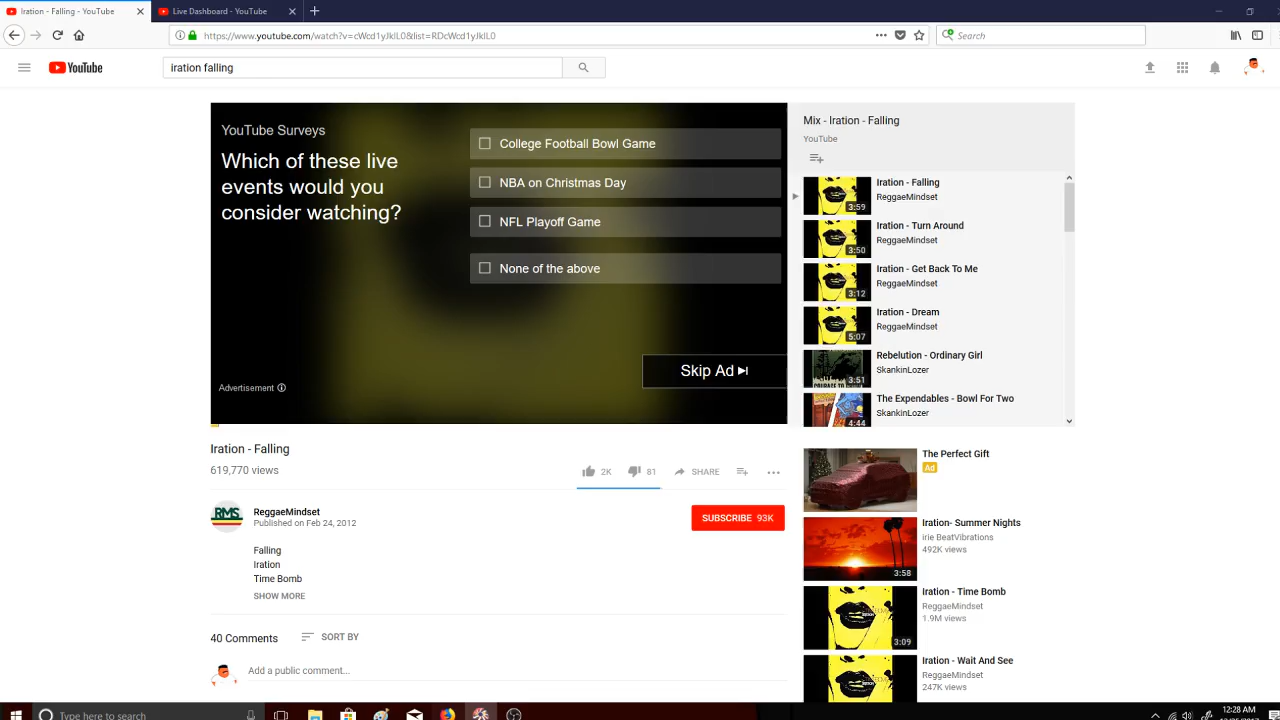 Iration - Falling - YouTube
Live Dashboard - YouTube
https://www.youtube.com/watch?v=cWcd1yJkIL0&list=RDcWcd1yJkIL0
Search
YouTube
iration falling
YouTube Surveys
Which of these live
events would you
consider watching?
College Football Bowl Game
NBA on Christmas Day
NFL Playoff Game
None of the above
Skip Ad
Advertisement
Mix - Iration - Falling
YouTube
Iration - Falling
ReggaeMindset
3:59
Iration - Turn Around
ReggaeMindset
3:50
Iration - Get Back To Me
ReggaeMindset
3:12
Iration - Dream
ReggaeMindset
5:07
Rebelution - Ordinary Girl
SkankinLozer
3:51
The Expendables - Bowl For Two
SkankinLozer
4:44
Iration - Falling
619,770 views
2K
81
SHARE
RMS
ReggaeMindset
Published on Feb 24, 2012
SUBSCRIBE 93K
Falling
Iration
Time Bomb
SHOW MORE
40 Comments
SORT BY
Add a public comment...
The Perfect Gift
Ad
Iration- Summer Nights
irie BeatVibrations
492K views
3:58
Iration - Time Bomb
ReggaeMindset
1.9M views
3:09
Iration - Wait And See
ReggaeMindset
247K views
Type here to search
12:28 AM